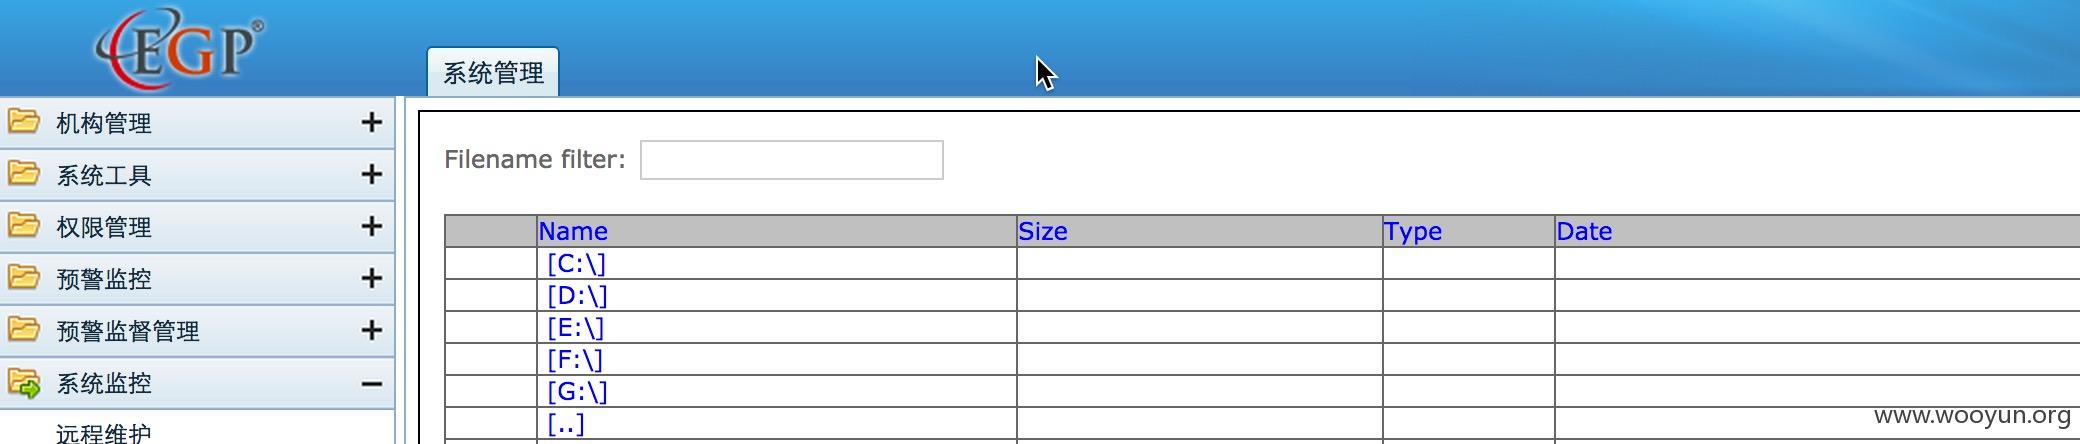 EGP®
系统管理
机构管理
系统工具
权限管理
预警监控
预警监督管理
系统监控
远程维护
Filename filter:
Name Size Type Date
[C:\]
[D:\]
[E:\]
[F:\]
[G:\]
[..]
www.wooyun.org